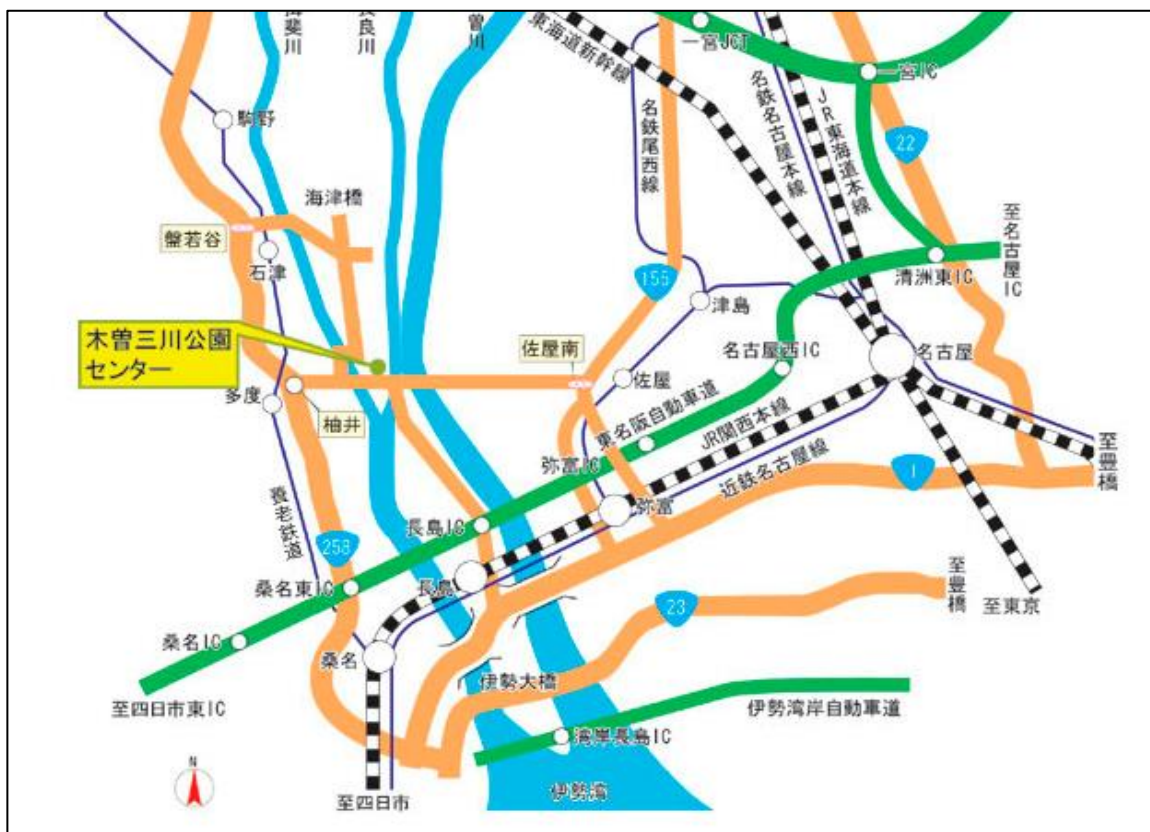 斐川
良川
曽川
東海道新幹線
一宮JCT
一宮IC
名鉄名古屋本線
JR東海道本線
名鉄尾西線
22
駒野
海津橋
盤若谷
石津
155
津島
清洲東IC
至名古屋IC
木曽三川公園
センター
佐屋南
名古屋西IC
名古屋
多度
柚井
佐屋
東名阪自動車道
JR関西本線
近鉄名古屋線
弥富IC
弥富
1
至豊橋
養老鉄道
258
長島IC
長島
桑名東IC
桑名IC
桑名
23
至豊橋
至東京
至四日市東IC
伊勢大橋
伊勢湾岸自動車道
湾岸長島IC
伊勢湾
N
至四日市